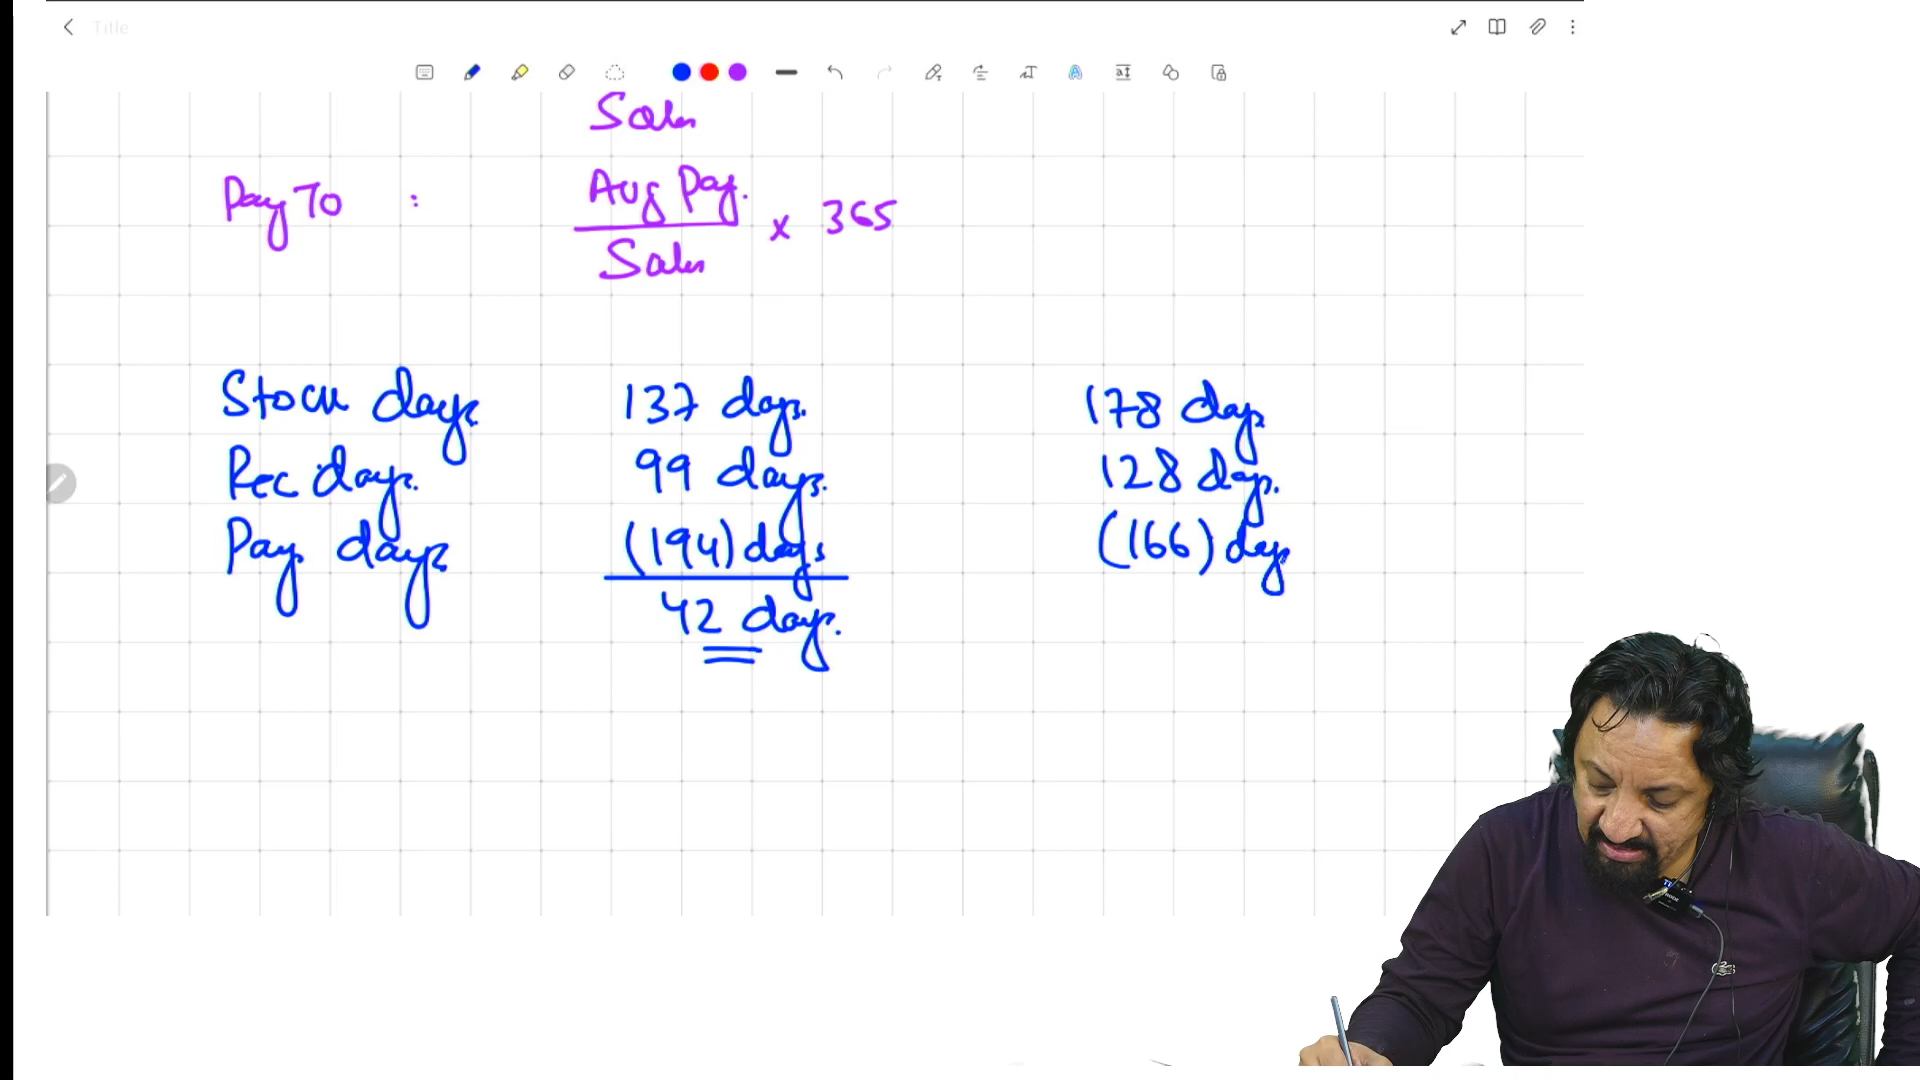 Title
Sales
Pay TO : Avg Pay. × 365
Sales
Stock days 137 days. 178 days
Rec days. 99 days. 128 days.
Pay days (194) days (166) days
42 days.